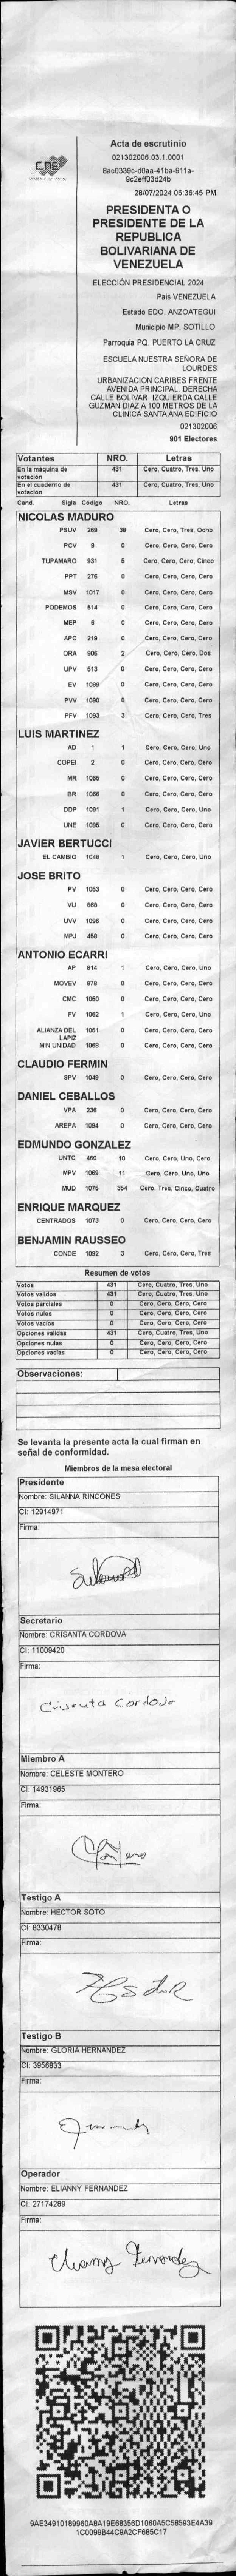 CNE
Acta de escrutinio
021302006.03.1.0001
8ac0339c-d0aa-41ba-911a-
9c2eff03d24b
28/07/2024 06:36:45 PM
PRESIDENTA O
PRESIDENTE DE LA
REPUBLICA
BOLIVARIANA DE
VENEZUELA
ELECCIÓN PRESIDENCIAL 2024
Pais VENEZUELA
Estado EDO. ANZOATEGUI
Municipio MP. SOTILLO
Parroquia PQ. PUERTO LA CRUZ
ESCUELA NUESTRA SEÑORA DE
LOURDES
URBANIZACION CARIBES FRENTE
AVENIDA PRINCIPAL. DERECHA
CALLE BOLIVAR. IZQUIERDA CALLE
GUZMAN DIAZ A 100 METROS DE LA
CLINICA SANTA ANA EDIFICIO
021302006
901 Electores
Votantes NRO. Letras
En la máquina de votación 431 Cero, Cuatro, Tres, Uno
En el cuaderno de votación 431 Cero, Cuatro, Tres, Uno
Cand. Sigla Código NRO. Letras
NICOLAS MADURO
PSUV 269 38 Cero, Cero, Tres, Ocho
PCV 9 0 Cero, Cero, Cero, Cero
TUPAMARO 931 5 Cero, Cero, Cero, Cinco
PPT 276 0 Cero, Cero, Cero, Cero
MSV 1017 0 Cero, Cero, Cero, Cero
PODEMOS 514 0 Cero, Cero, Cero, Cero
MEP 6 0 Cero, Cero, Cero, Cero
APC 219 0 Cero, Cero, Cero, Cero
ORA 906 2 Cero, Cero, Cero, Dos
UPV 513 0 Cero, Cero, Cero, Cero
EV 1089 0 Cero, Cero, Cero, Cero
PVV 1090 0 Cero, Cero, Cero, Cero
PFV 1093 3 Cero, Cero, Cero, Tres
LUIS MARTINEZ
AD 1 1 Cero, Cero, Cero, Uno
COPEI 2 0 Cero, Cero, Cero, Cero
MR 1065 0 Cero, Cero, Cero, Cero
BR 1066 0 Cero, Cero, Cero, Cero
DDP 1091 1 Cero, Cero, Cero, Uno
UNE 1095 0 Cero, Cero, Cero, Cero
JAVIER BERTUCCI
EL CAMBIO 1048 1 Cero, Cero, Cero, Uno
JOSE BRITO
PV 1053 0 Cero, Cero, Cero, Cero
VU 868 0 Cero, Cero, Cero, Cero
UVV 1096 0 Cero, Cero, Cero, Cero
MPJ 459 0 Cero, Cero, Cero, Cero
ANTONIO ECARRI
AP 814 1 Cero, Cero, Cero, Uno
MOVEV 978 0 Cero, Cero, Cero, Cero
CMC 1050 0 Cero, Cero, Cero, Cero
FV 1062 1 Cero, Cero, Cero, Uno
ALIANZA DEL LAPIZ 1051 0 Cero, Cero, Cero, Cero
MIN UNIDAD 1069 0 Cero, Cero, Cero, Cero
CLAUDIO FERMIN
SPV 1049 0 Cero, Cero, Cero, Cero
DANIEL CEBALLOS
VPA 236 0 Cero, Cero, Cero, Cero
AREPA 1094 0 Cero, Cero, Cero, Cero
EDMUNDO GONZALEZ
UNTC 460 10 Cero, Cero, Uno, Cero
MPV 1069 11 Cero, Cero, Uno, Uno
MUD 1075 354 Cero, Tres, Cinco, Cuatro
ENRIQUE MARQUEZ
CENTRADOS 1073 0 Cero, Cero, Cero, Cero
BENJAMIN RAUSSEO
CONDE 1092 3 Cero, Cero, Cero, Tres
Resumen de votos
Votos 431 Cero, Cuatro, Tres, Uno
Votos validos 431 Cero, Cuatro, Tres, Uno
Votos parciales 0 Cero, Cero, Cero, Cero
Votos nulos 0 Cero, Cero, Cero, Cero
Votos vacios 0 Cero, Cero, Cero, Cero
Opciones validas 431 Cero, Cuatro, Tres, Uno
Opciones nulas 0 Cero, Cero, Cero, Cero
Opciones vacias 0 Cero, Cero, Cero, Cero
Observaciones:
Se levanta la presente acta la cual firman en
señal de conformidad.
Miembros de la mesa electoral
Presidente
Nombre: SILANNA RINCONES
CI: 12914971
Firma:
Secretario
Nombre: CRISANTA CORDOVA
CI: 11009420
Firma:
Crisanta Cordova
Miembro A
Nombre: CELESTE MONTERO
CI: 14931965
Firma:
Testigo A
Nombre: HECTOR SOTO
CI: 8330478
Firma:
Testigo B
Nombre: GLORIA HERNANDEZ
CI: 3956833
Firma:
Operador
Nombre: ELIANNY FERNANDEZ
CI: 27174289
Firma:
Elianny Fernandez
9AE34910189960A8A19E68356D1060A5C58593E4A39
1C0099B44C9A2CF685C17